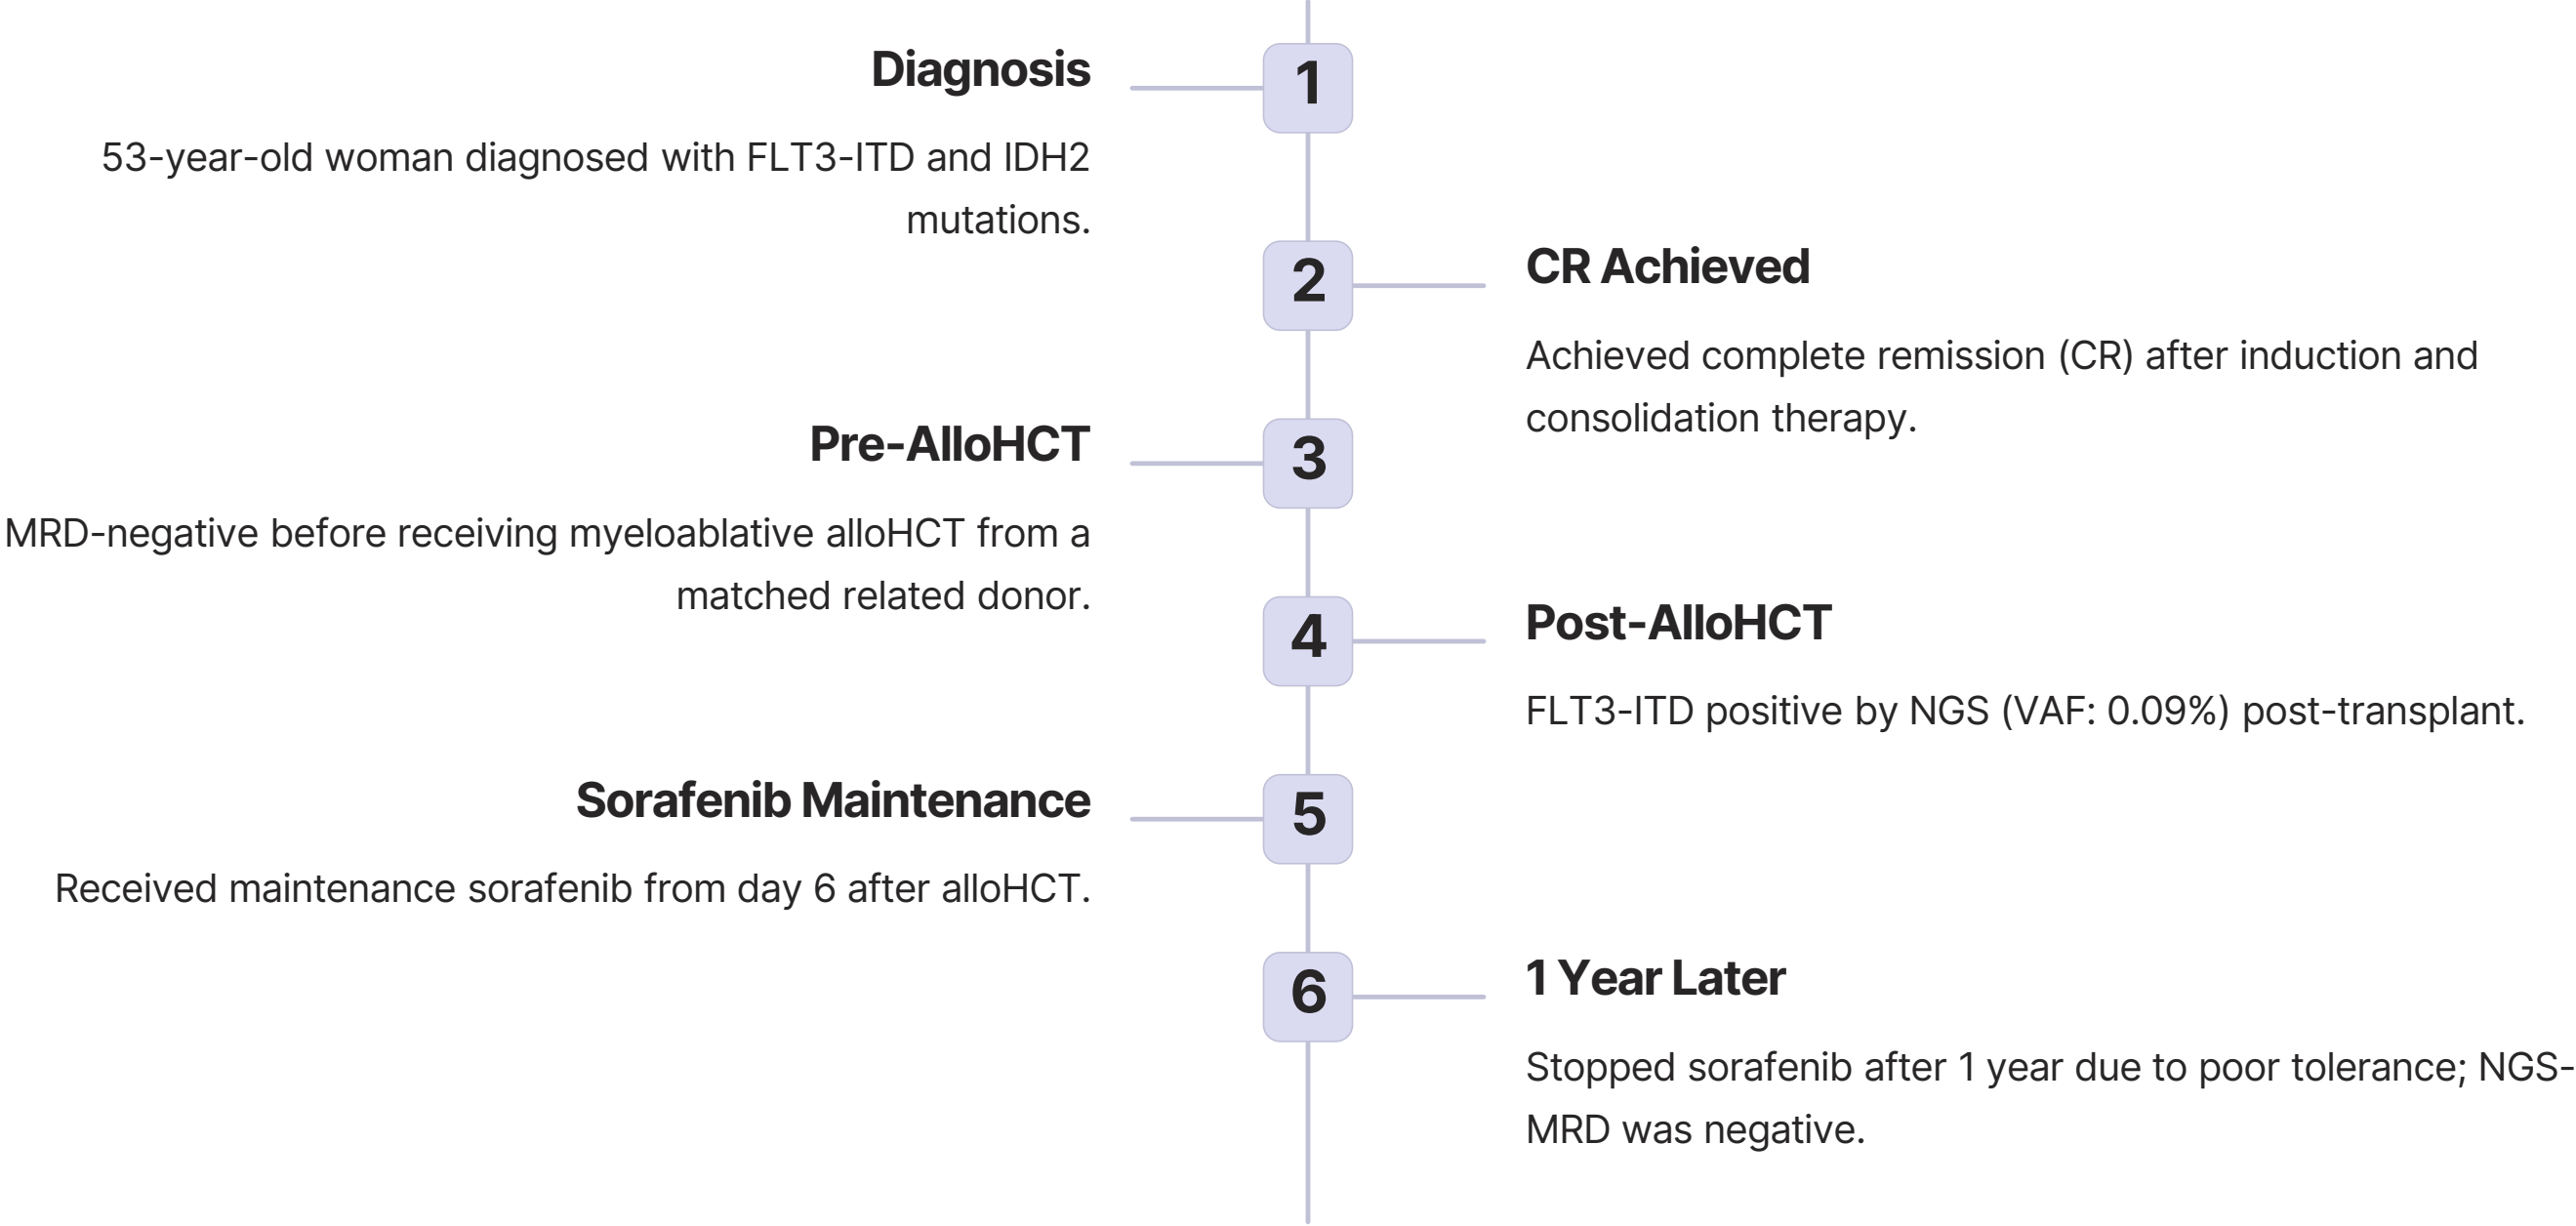 1
Diagnosis
53-year-old woman diagnosed with FLT3-ITD and IDH2
mutations.
2
CR Achieved
Achieved complete remission (CR) after induction and
consolidation therapy.
3
Pre-AlloHCT
MRD-negative before receiving myeloablative alloHCT from a
matched related donor.
4
Post-AlloHCT
FLT3-ITD positive by NGS (VAF: 0.09%) post-transplant.
5
Sorafenib Maintenance
Received maintenance sorafenib from day 6 after alloHCT.
6
1 Year Later
Stopped sorafenib after 1 year due to poor tolerance; NGS-
MRD was negative.